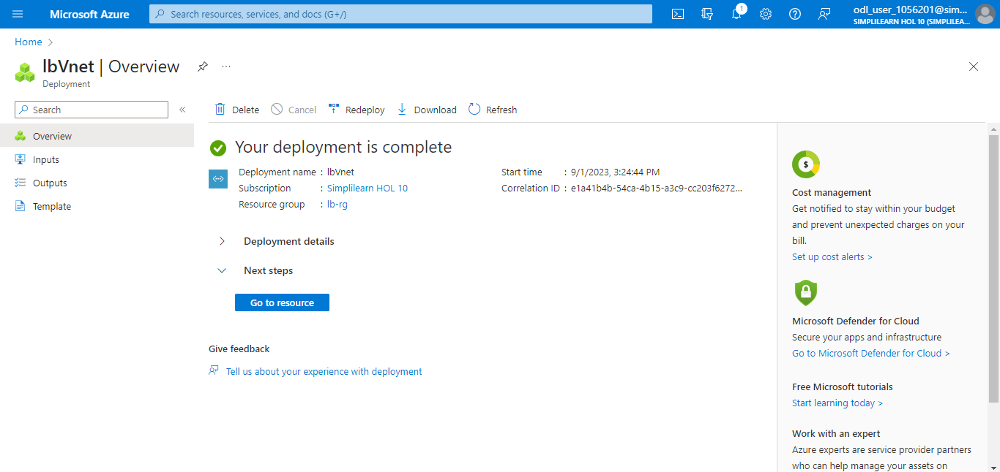 Microsoft Azure
Search resources, services, and docs (G+/)
1
odl_user_1056201@sim...
SIMPLILEARN HOL 10 (SIMPLILEA...
Home
lbVnet | Overview
...
Deployment
Search
«
Overview
Inputs
Outputs
Template
Delete
Cancel
Redeploy
Download
Refresh
Your deployment is complete
Deployment name : lbVnet
Subscription : Simplilearn HOL 10
Resource group : lb-rg
Start time : 9/1/2023, 3:24:44 PM
Correlation ID : e1a41b4b-54ca-4b15-a3c9-cc203f6272...
Deployment details
Next steps
Go to resource
Give feedback
Tell us about your experience with deployment
$
Cost management
Get notified to stay within your budget
and prevent unexpected charges on your
bill.
Set up cost alerts >
Microsoft Defender for Cloud
Secure your apps and infrastructure
Go to Microsoft Defender for Cloud >
Free Microsoft tutorials
Start learning today >
Work with an expert
Azure experts are service provider partners
who can help manage your assets on